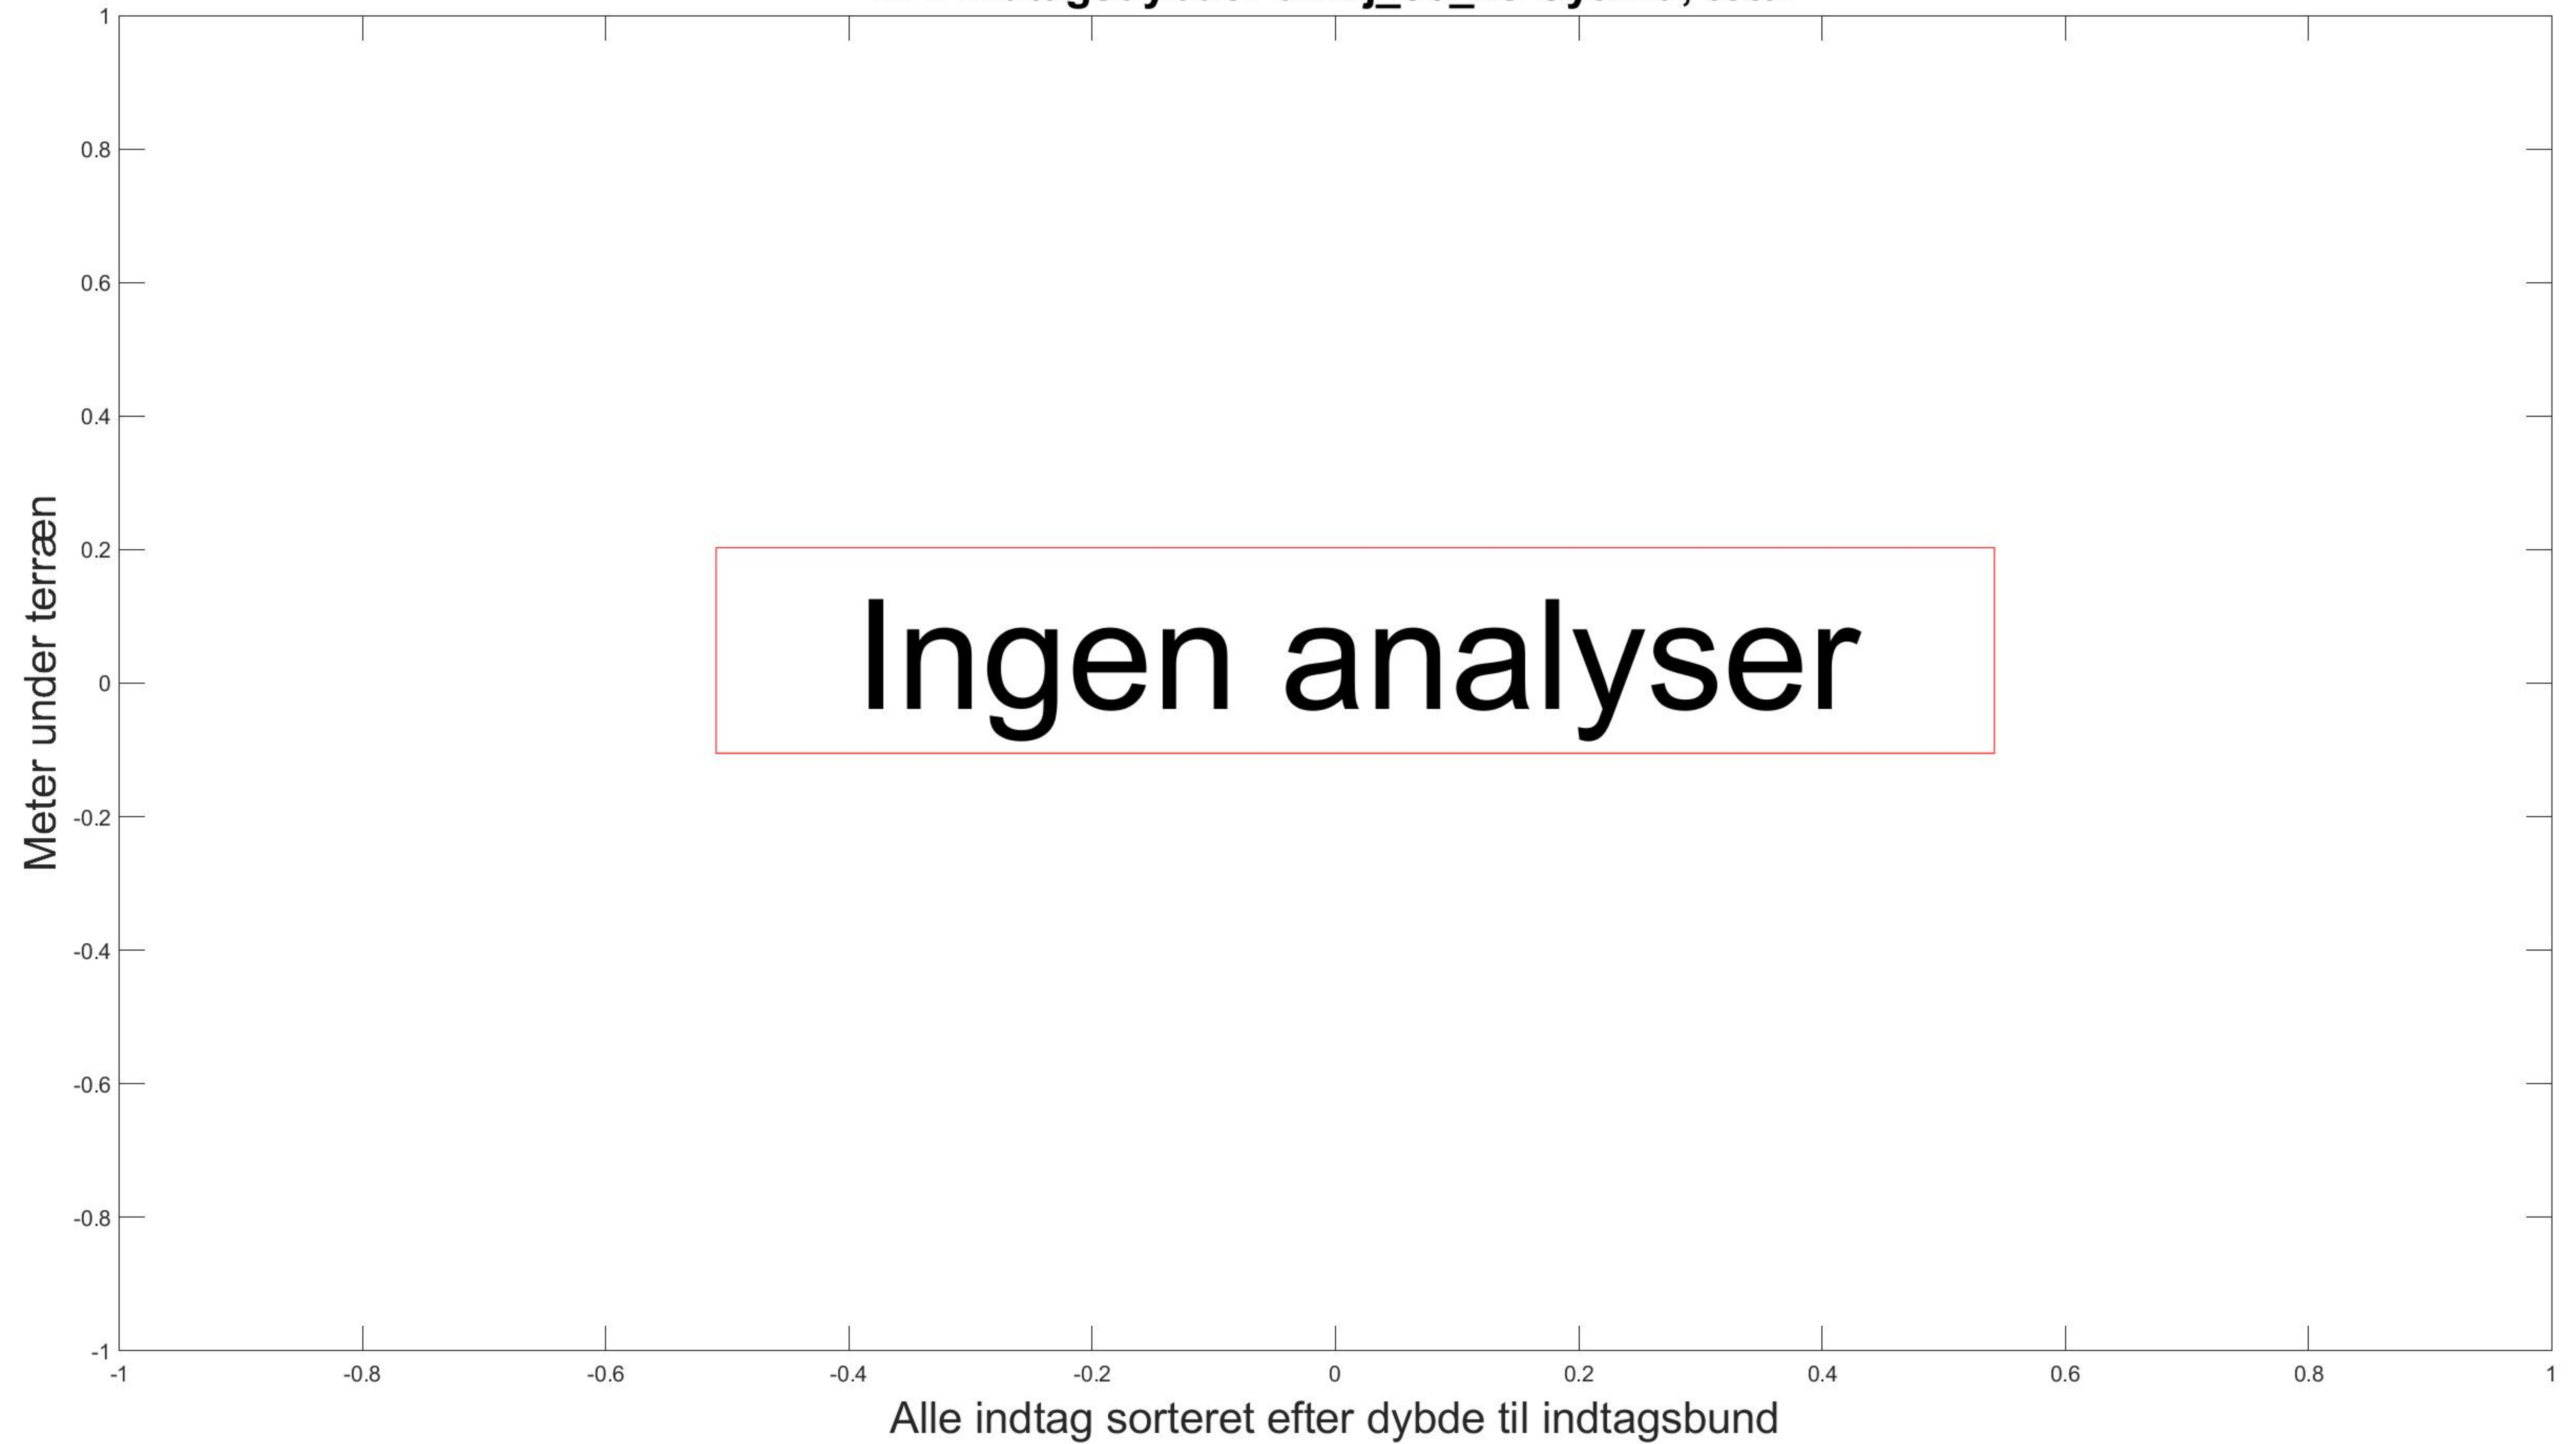 1
0.8
0.6
0.4
0.2
0
-0.2
-0.4
-0.6
-0.8
-1
Meter under terræn
Ingen analyser
-1 -0.8 -0.6 -0.4 -0.2 0 0.2 0.4 0.6 0.8 1
Alle indtag sorteret efter dybde til indtagsbund